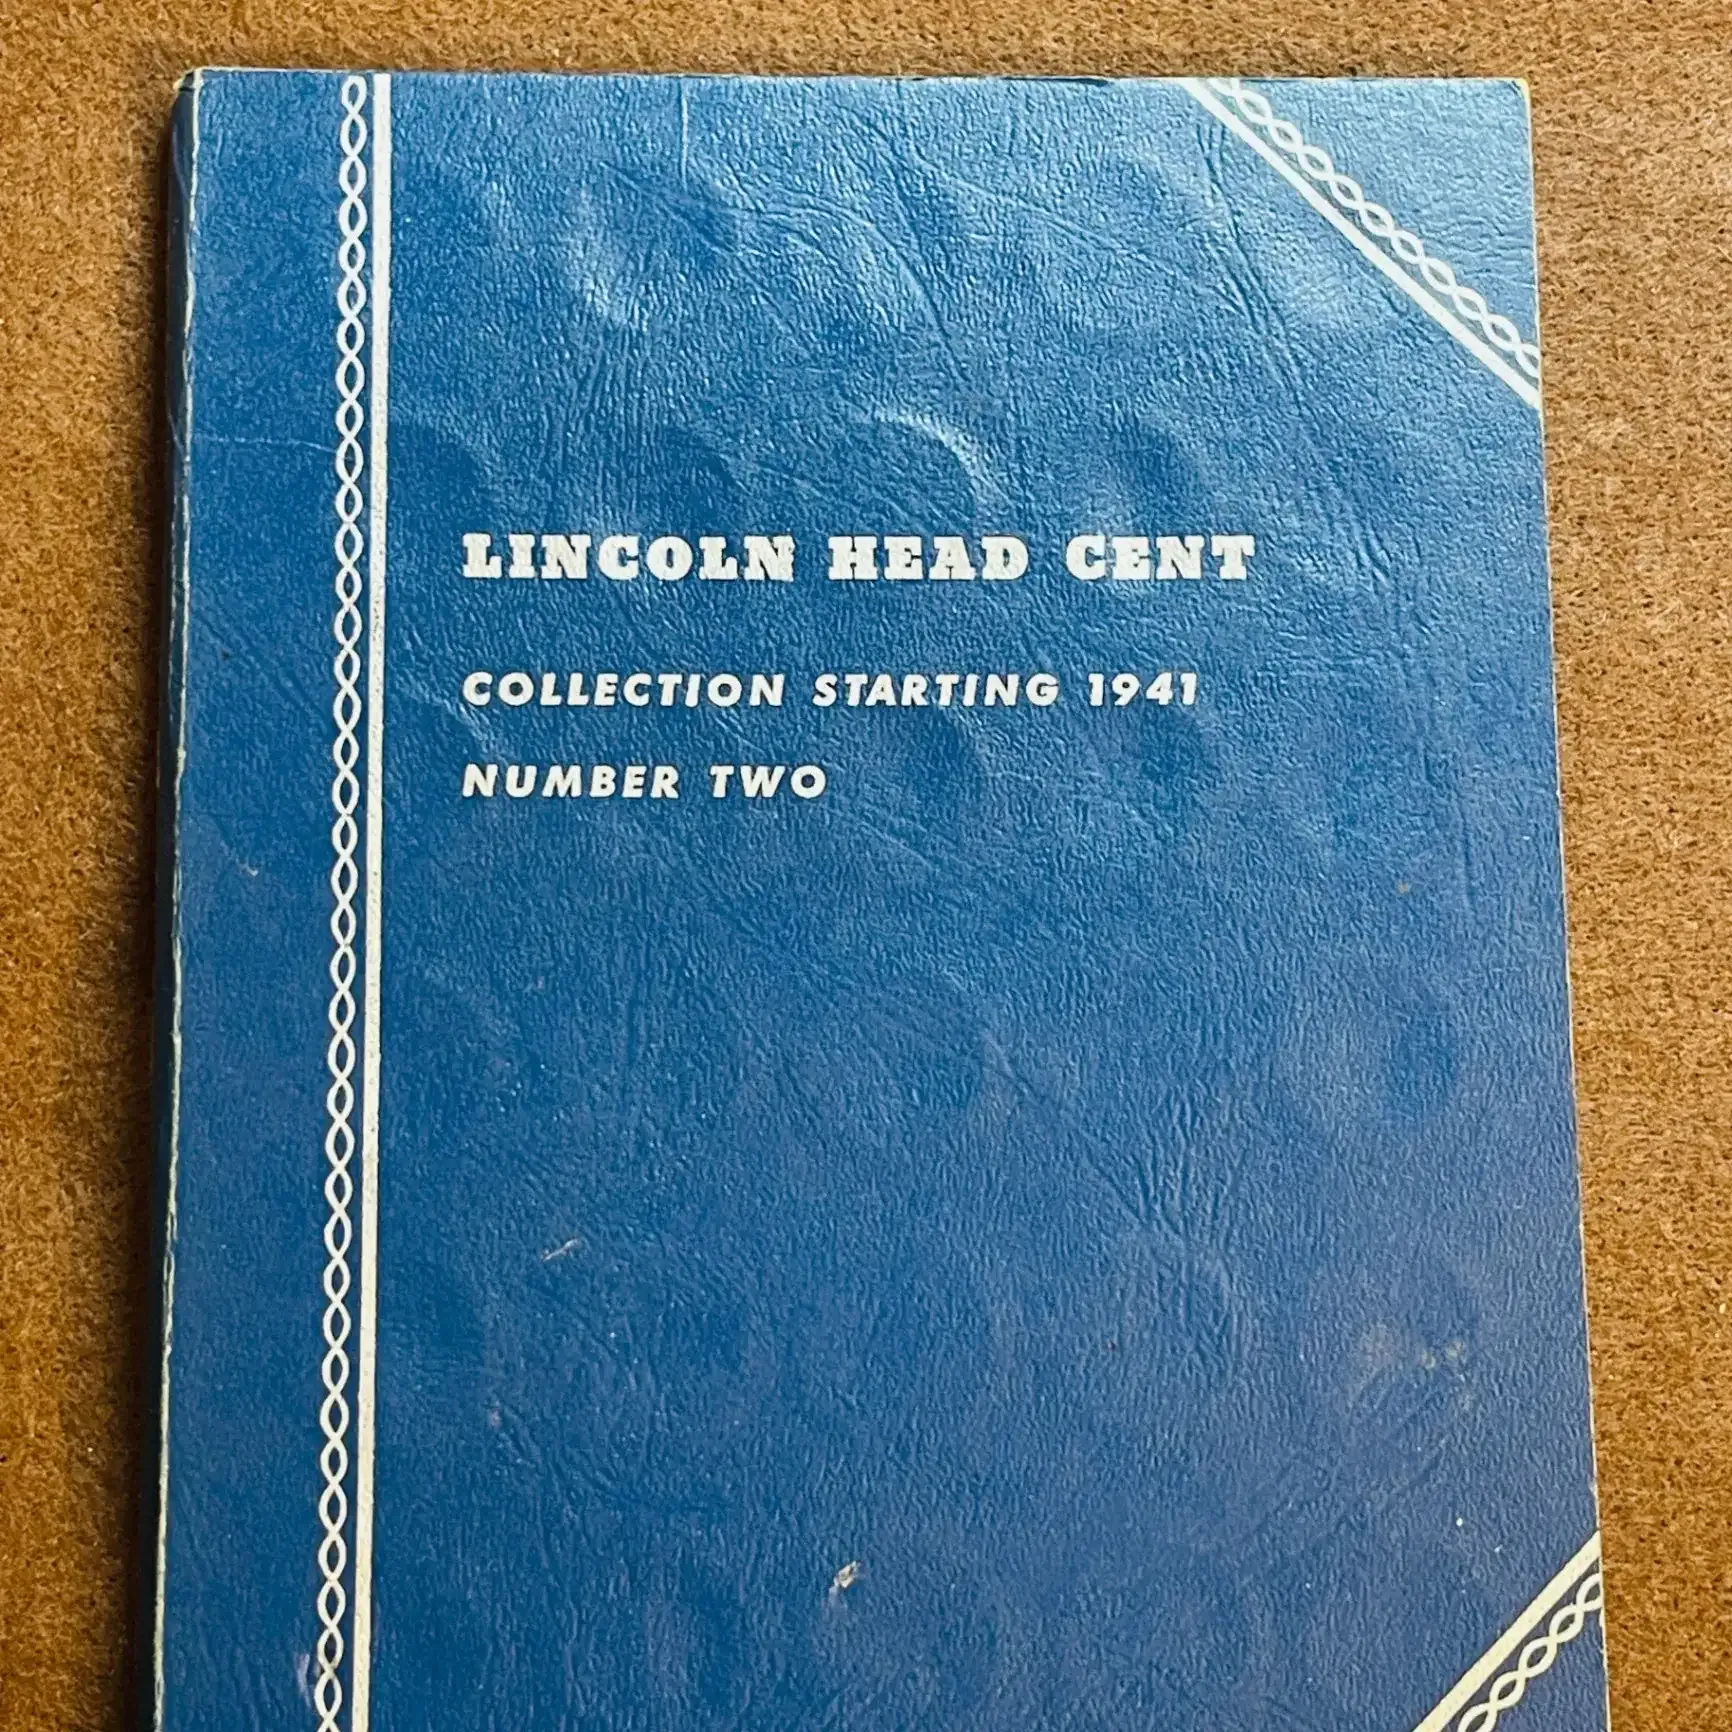 LINCOLN HEAD CENT
COLLECTION STARTING 1941
NUMBER TWO